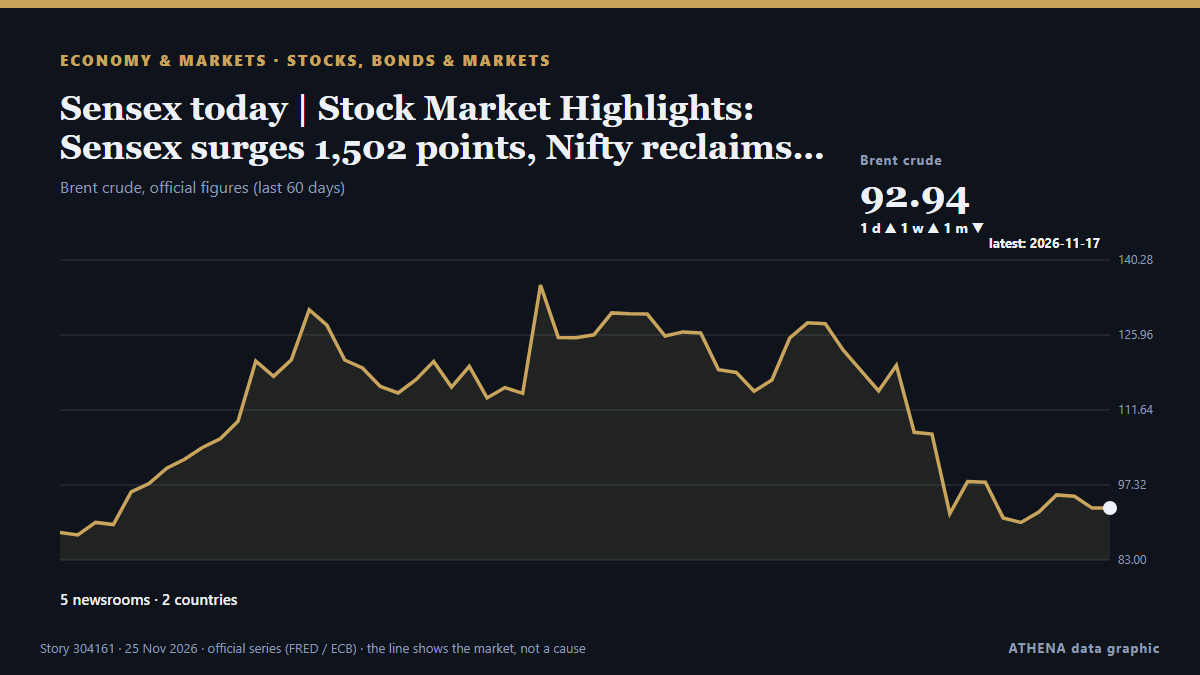 ECONOMY & MARKETS · STOCKS, BONDS & MARKETS
Sensex today | Stock Market Highlights:
Sensex surges 1,502 points, Nifty reclaims...
Brent crude, official figures (last 60 days)
Brent crude
92.94
1 d ▲ 1 w ▲ 1 m ▼
latest: 2026-11-17
140.28
125.96
111.64
97.32
83.00
5 newsrooms · 2 countries
Story 304161 · 25 Nov 2026 · official series (FRED / ECB) · the line shows the market, not a cause
ATHENA data graphic